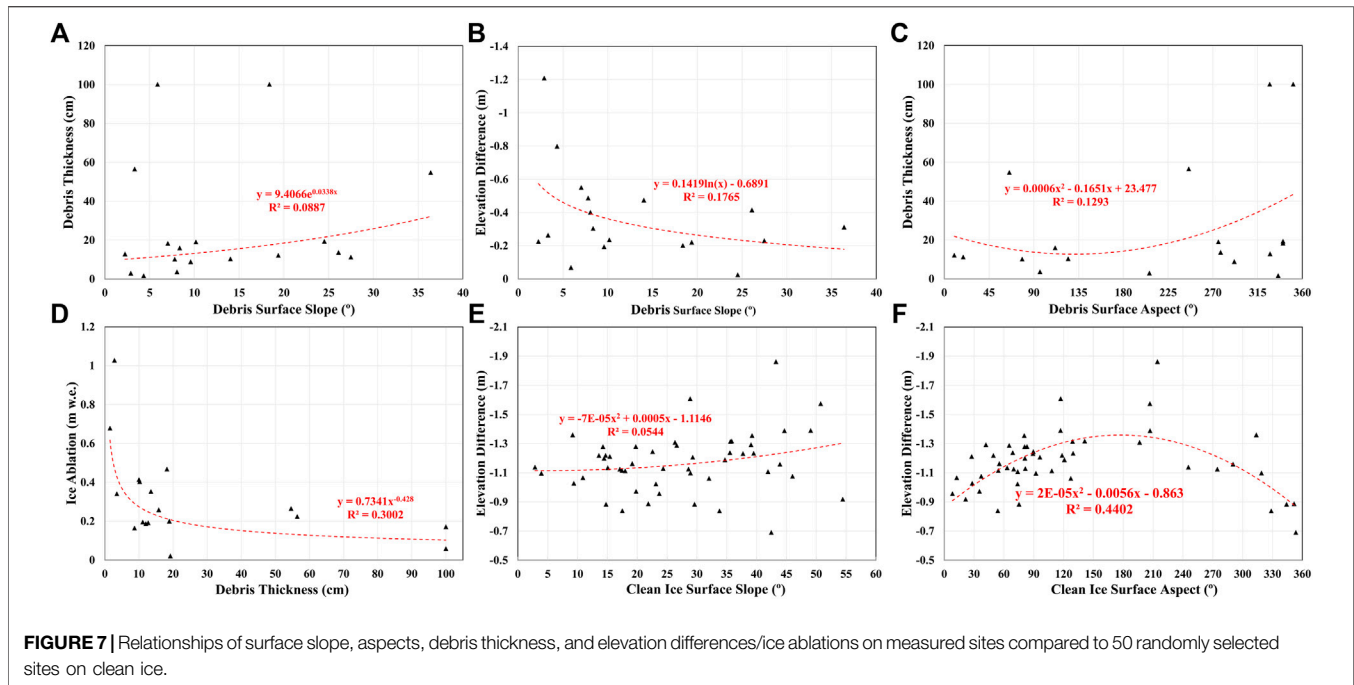 A
120
100
80
60
40
20
0
Debris Thickness (cm)
y = 9.4066e^0.0338x
R² = 0.0887
0 5 10 15 20 25 30 35 40
Debris Surface Slope (º)
B
-1.4
-1.2
-1
-0.8
-0.6
-0.4
-0.2
0
Elevation Difference (m)
y = 0.1419ln(x) - 0.6891
R² = 0.1765
0 5 10 15 20 25 30 35 40
Debris Surface Slope (º)
C
120
100
80
60
40
20
0
Debris Thickness (cm)
y = 0.0006x² - 0.1651x + 23.477
R² = 0.1293
0 45 90 135 180 225 270 315 360
Debris Surface Aspect (º)
D
1.2
1
0.8
0.6
0.4
0.2
0
Ice Ablation (m w.e.)
y = 0.7341x^-0.428
R² = 0.3002
0 10 20 30 40 50 60 70 80 90 100
Debris Thickness (cm)
E
-2.1
-1.9
-1.7
-1.5
-1.3
-1.1
-0.9
-0.7
-0.5
Elevation Difference (m)
y = -7E-05x² + 0.0005x - 1.1146
R² = 0.0544
0 5 10 15 20 25 30 35 40 45 50 55 60
Clean Ice Surface Slope (º)
F
-2.1
-1.9
-1.7
-1.5
-1.3
-1.1
-0.9
-0.7
-0.5
Elevation Difference (m)
y = 2E-05x² - 0.0056x - 0.863
R² = 0.4402
0 30 60 90 120 150 180 210 240 270 300 330 360
Clean Ice Surface Aspect (º)
FIGURE 7 | Relationships of surface slope, aspects, debris thickness, and elevation differences/ice ablations on measured sites compared to 50 randomly selected
sites on clean ice.